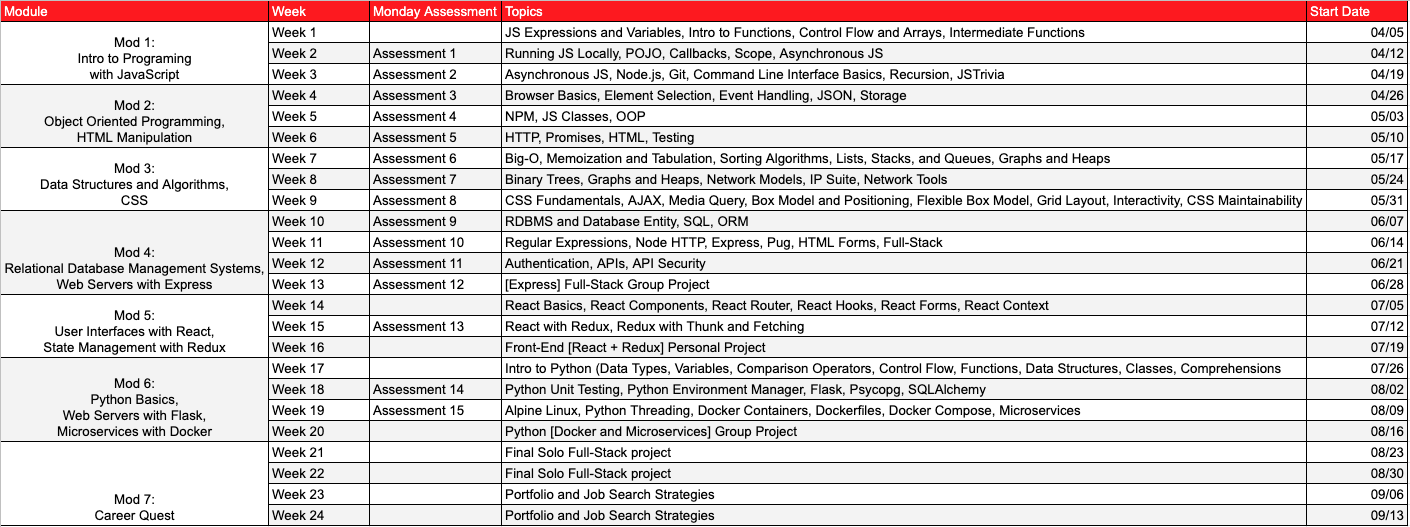 Module Week Monday Assessment Topics Start Date
Mod 1:
Intro to Programing
with JavaScript
Week 1 JS Expressions and Variables, Intro to Functions, Control Flow and Arrays, Intermediate Functions 04/05
Week 2 Assessment 1 Running JS Locally, POJO, Callbacks, Scope, Asynchronous JS 04/12
Week 3 Assessment 2 Asynchronous JS, Node.js, Git, Command Line Interface Basics, Recursion, JSTrivia 04/19
Mod 2:
Object Oriented Programming,
HTML Manipulation
Week 4 Assessment 3 Browser Basics, Element Selection, Event Handling, JSON, Storage 04/26
Week 5 Assessment 4 NPM, JS Classes, OOP 05/03
Week 6 Assessment 5 HTTP, Promises, HTML, Testing 05/10
Mod 3:
Data Structures and Algorithms,
CSS
Week 7 Assessment 6 Big-O, Memoization and Tabulation, Sorting Algorithms, Lists, Stacks, and Queues, Graphs and Heaps 05/17
Week 8 Assessment 7 Binary Trees, Graphs and Heaps, Network Models, IP Suite, Network Tools 05/24
Week 9 Assessment 8 CSS Fundamentals, AJAX, Media Query, Box Model and Positioning, Flexible Box Model, Grid Layout, Interactivity, CSS Maintainability 05/31
Mod 4:
Relational Database Management Systems,
Web Servers with Express
Week 10 Assessment 9 RDBMS and Database Entity, SQL, ORM 06/07
Week 11 Assessment 10 Regular Expressions, Node HTTP, Express, Pug, HTML Forms, Full-Stack 06/14
Week 12 Assessment 11 Authentication, APIs, API Security 06/21
Week 13 Assessment 12 [Express] Full-Stack Group Project 06/28
Mod 5:
User Interfaces with React,
State Management with Redux
Week 14 React Basics, React Components, React Router, React Hooks, React Forms, React Context 07/05
Week 15 Assessment 13 React with Redux, Redux with Thunk and Fetching 07/12
Week 16 Front-End [React + Redux] Personal Project 07/19
Mod 6:
Python Basics,
Web Servers with Flask,
Microservices with Docker
Week 17 Intro to Python (Data Types, Variables, Comparison Operators, Control Flow, Functions, Data Structures, Classes, Comprehensions 07/26
Week 18 Assessment 14 Python Unit Testing, Python Environment Manager, Flask, Psycopg, SQLAlchemy 08/02
Week 19 Assessment 15 Alpine Linux, Python Threading, Docker Containers, Dockerfiles, Docker Compose, Microservices 08/09
Week 20 Python [Docker and Microservices] Group Project 08/16
Mod 7:
Career Quest
Week 21 Final Solo Full-Stack project 08/23
Week 22 Final Solo Full-Stack project 08/30
Week 23 Portfolio and Job Search Strategies 09/06
Week 24 Portfolio and Job Search Strategies 09/13